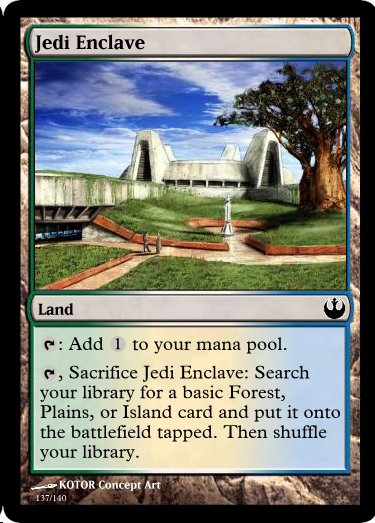 Jedi Enclave
Land
: Add 1 to your mana pool.
, Sacrifice Jedi Enclave: Search
your library for a basic Forest,
Plains, or Island card and put it onto
the battlefield tapped. Then shuffle
your library.
KOTOR Concept Art
137/140